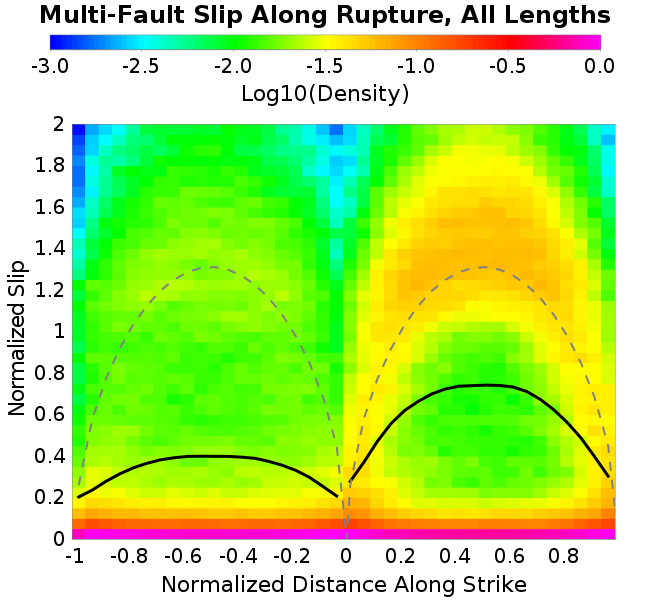 Multi-Fault Slip Along Rupture, All Lengths
-3.0 -2.5 -2.0 -1.5 -1.0 -0.5 0.0
Log10(Density)
2
1.8
1.6
1.4
1.2
1
0.8
0.6
0.4
0.2
0
Normalized Slip
-1 -0.8 -0.6 -0.4 -0.2 0 0.2 0.4 0.6 0.8
Normalized Distance Along Strike